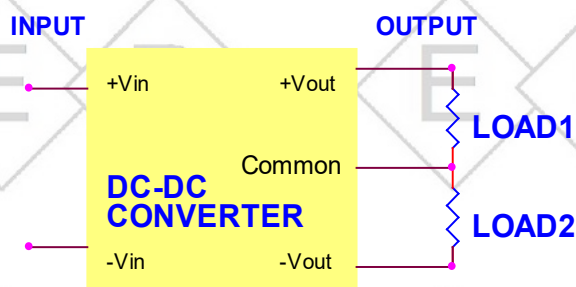 INPUT
OUTPUT
+Vin
+Vout
LOAD1
Common
DC-DC
CONVERTER
LOAD2
-Vin
-Vout